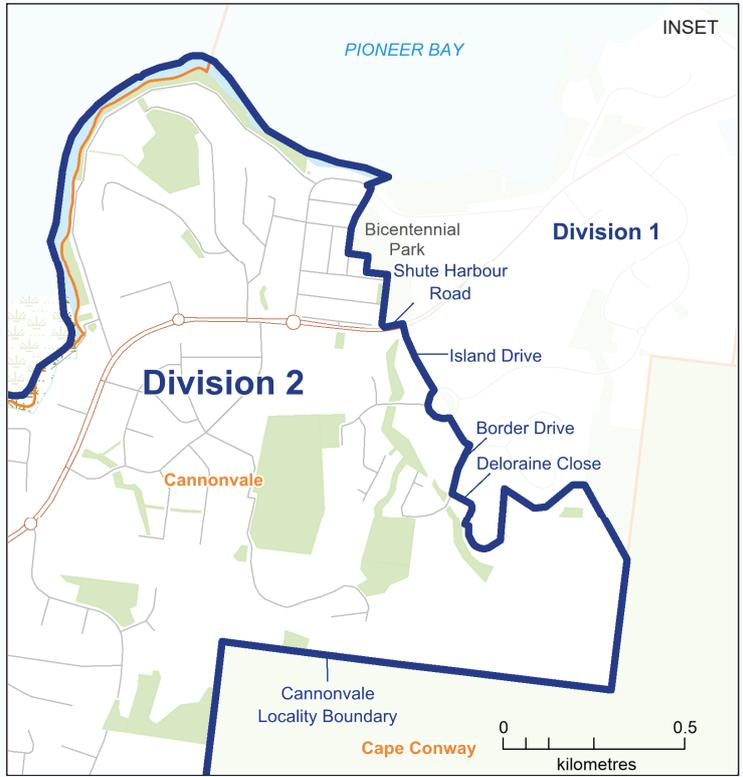 INSET
PIONEER BAY
Division 1
Bicentennial
Park
Shute Harbour
Road
Island Drive
Division 2
Border Drive
Deloraine Close
Cannonvale
Cannonvale
Locality Boundary
Cape Conway
0 0.5
kilometres